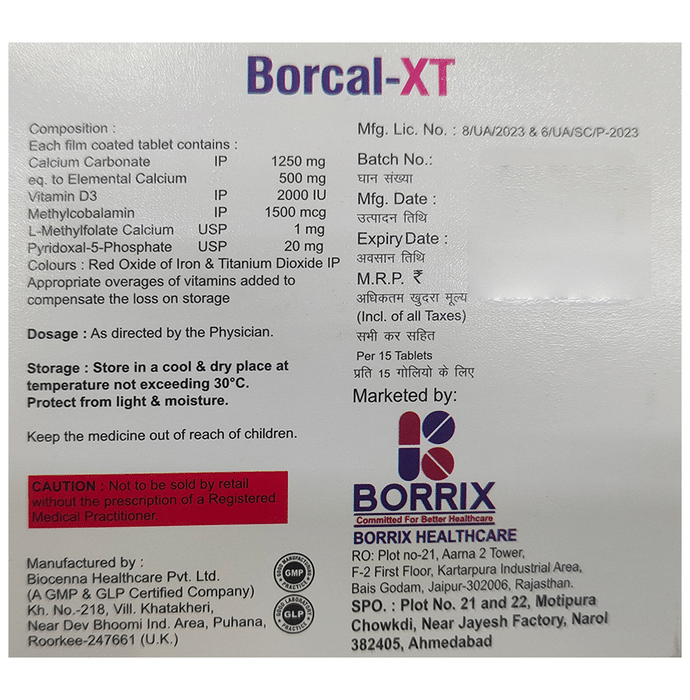 Borcal-XT
Composition :
Each film coated tablet contains :
Calcium Carbonate IP 1250 mg
eq. to Elemental Calcium 500 mg
Vitamin D3 IP 2000 IU
Methylcobalamin IP 1500 mcg
L-Methylfolate Calcium USP 1 mg
Pyridoxal-5-Phosphate USP 20 mg
Colours : Red Oxide of Iron & Titanium Dioxide IP
Appropriate overages of vitamins added to
compensate the loss on storage
Dosage : As directed by the Physician.
Storage : Store in a cool & dry place at
temperature not exceeding 30°C.
Protect from light & moisture.
Keep the medicine out of reach of children.
CAUTION : Not to be sold by retail
without the prescription of a Registered
Medical Practitioner.
Manufactured by :
Biocenna Healthcare Pvt. Ltd.
(A GMP & GLP Certified Company)
Kh. No.-218, Vill. Khatakheri,
Near Dev Bhoomi Ind. Area, Puhana,
Roorkee-247661 (U.K.)
GOOD MANUFACTURING
GMP
PRACTICE
GOOD LABORATORY
GLP
PRACTICE
Mfg. Lic. No. : 8/UA/2023 & 6/UA/SC/P-2023
Batch No.:
घान संख्या
Mfg. Date :
उत्पादन तिथि
Expiry Date :
अवसान तिथि
M.R.P. ₹
अधिकतम खुदरा मूल्य
(Incl. of all Taxes)
सभी कर सहित
Per 15 Tablets
प्रति 15 गोलियो के लिए
Marketed by:
BORRIX
Committed For Better Healthcare
BORRIX HEALTHCARE
RO: Plot no-21, Aarna 2 Tower,
F-2 First Floor, Kartarpura Industrial Area,
Bais Godam, Jaipur-302006, Rajasthan.
SPO. : Plot No. 21 and 22, Motipura
Chowkdi, Near Jayesh Factory, Narol
382405, Ahmedabad